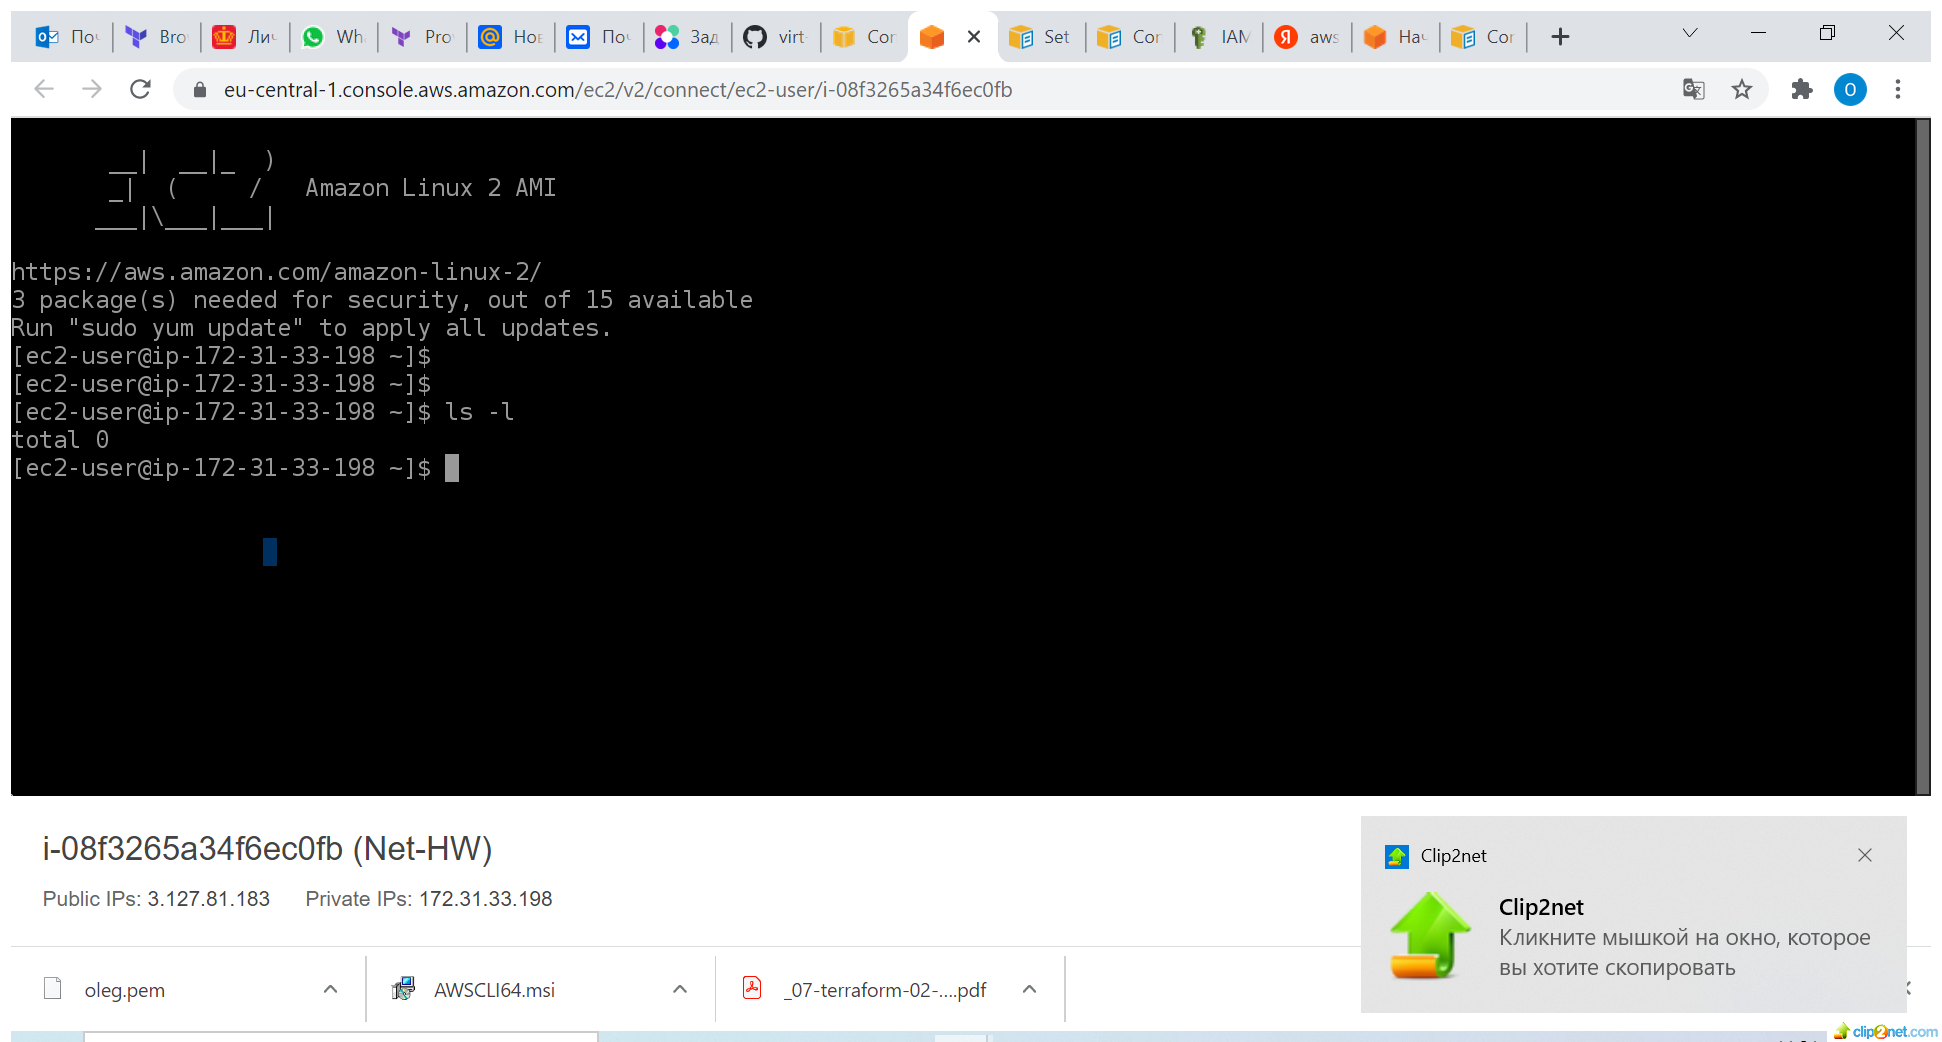 По
Bro
Ли
Wh
Pro
Но
По
Зад
virt-
Cor
Set
Cor
IAM
aws
На
Cor
eu-central-1.console.aws.amazon.com/ec2/v2/connect/ec2-user/i-08f3265a34f6ec0fb
O
__|  __|_  )
_|  (     /   Amazon Linux 2 AMI
___|\___|___|
https://aws.amazon.com/amazon-linux-2/
3 package(s) needed for security, out of 15 available
Run "sudo yum update" to apply all updates.
[ec2-user@ip-172-31-33-198 ~]$
[ec2-user@ip-172-31-33-198 ~]$
[ec2-user@ip-172-31-33-198 ~]$ ls -l
total 0
[ec2-user@ip-172-31-33-198 ~]$
i-08f3265a34f6ec0fb (Net-HW)
Public IPs: 3.127.81.183 Private IPs: 172.31.33.198
Clip2net
Clip2net
Кликните мышкой на окно, которое
вы хотите скопировать
oleg.pem
AWSCLI64.msi
_07-terraform-02-....pdf
clip2net.com